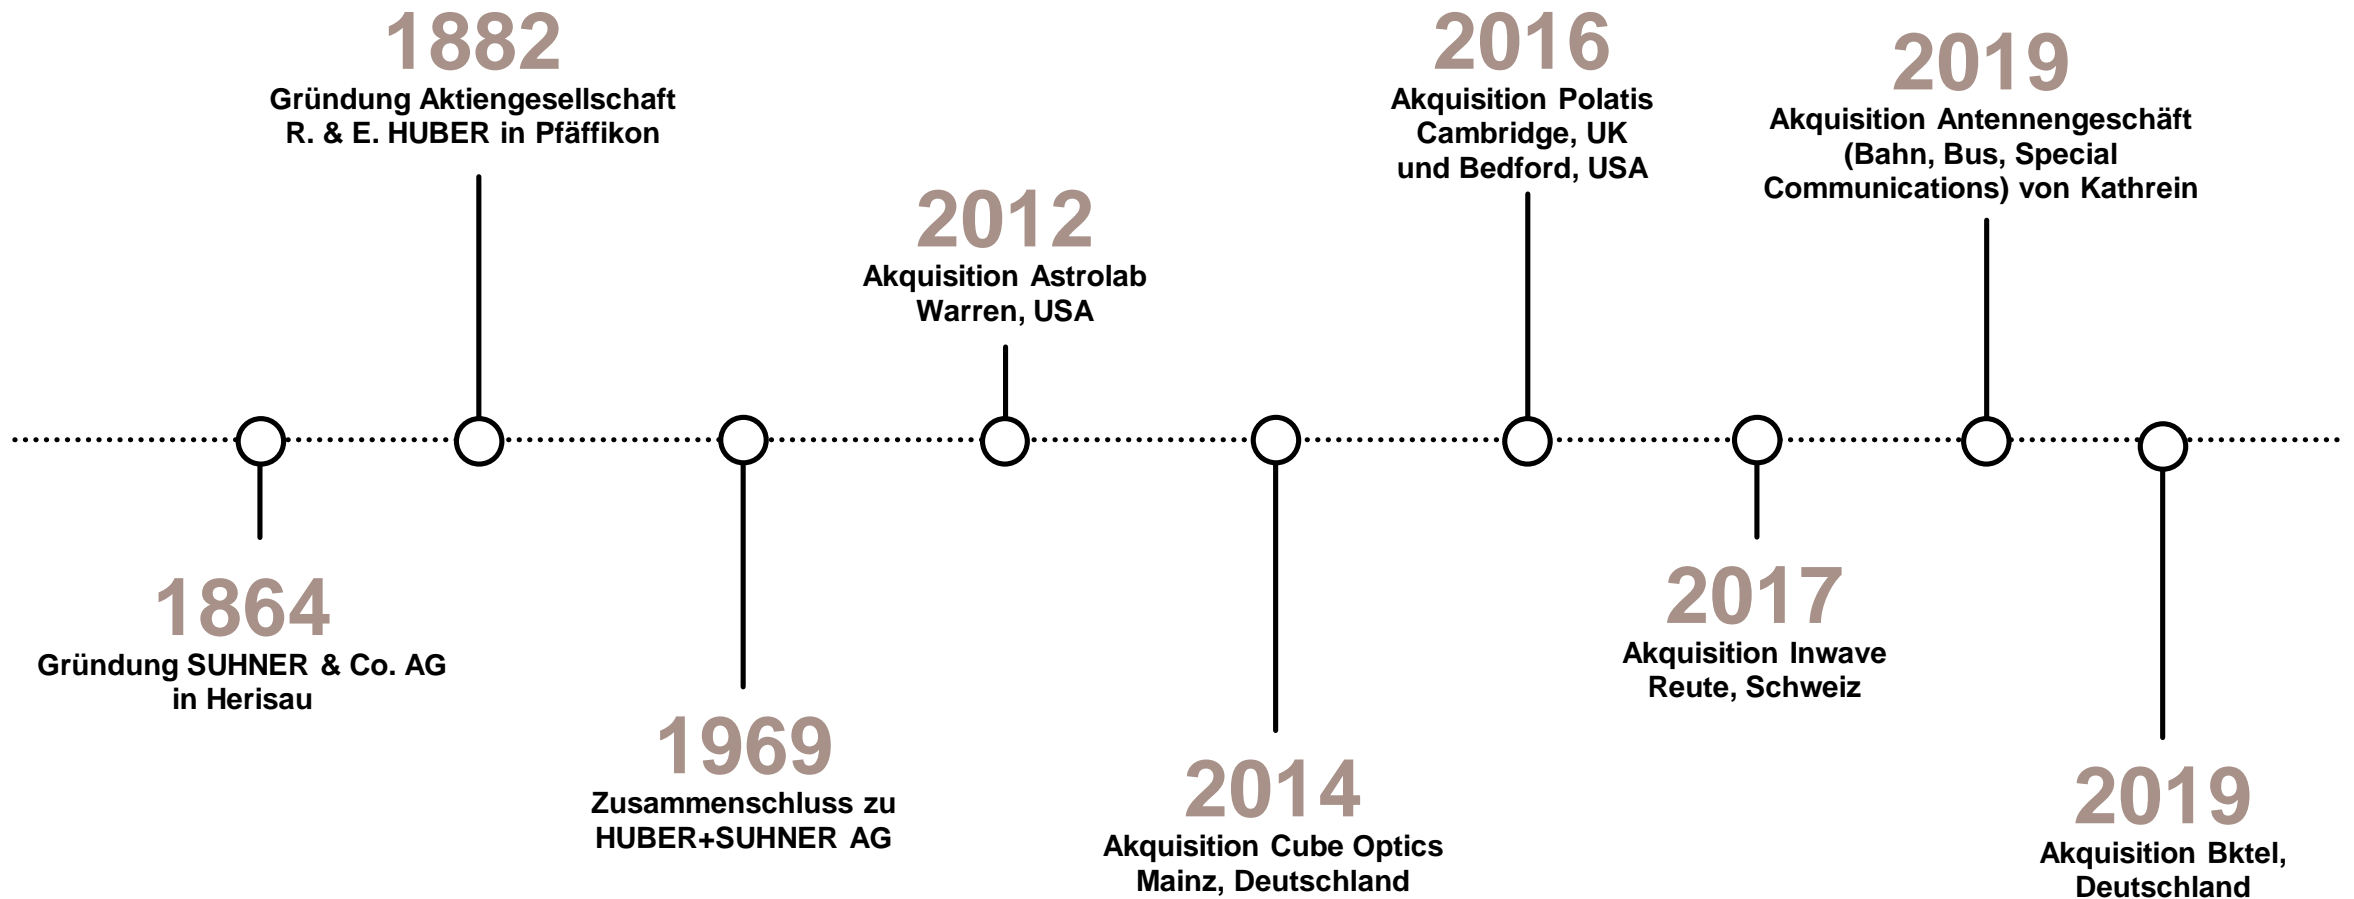 1864
Gründung SUHNER & Co. AG
in Herisau
1882
Gründung Aktiengesellschaft
R. & E. HUBER in Pfäffikon
1969
Zusammenschluss zu
HUBER+SUHNER AG
2012
Akquisition Astrolab
Warren, USA
2014
Akquisition Cube Optics
Mainz, Deutschland
2016
Akquisition Polatis
Cambridge, UK
und Bedford, USA
2017
Akquisition Inwave
Reute, Schweiz
2019
Akquisition Antennengeschäft
(Bahn, Bus, Special
Communications) von Kathrein
2019
Akquisition Bktel,
Deutschland